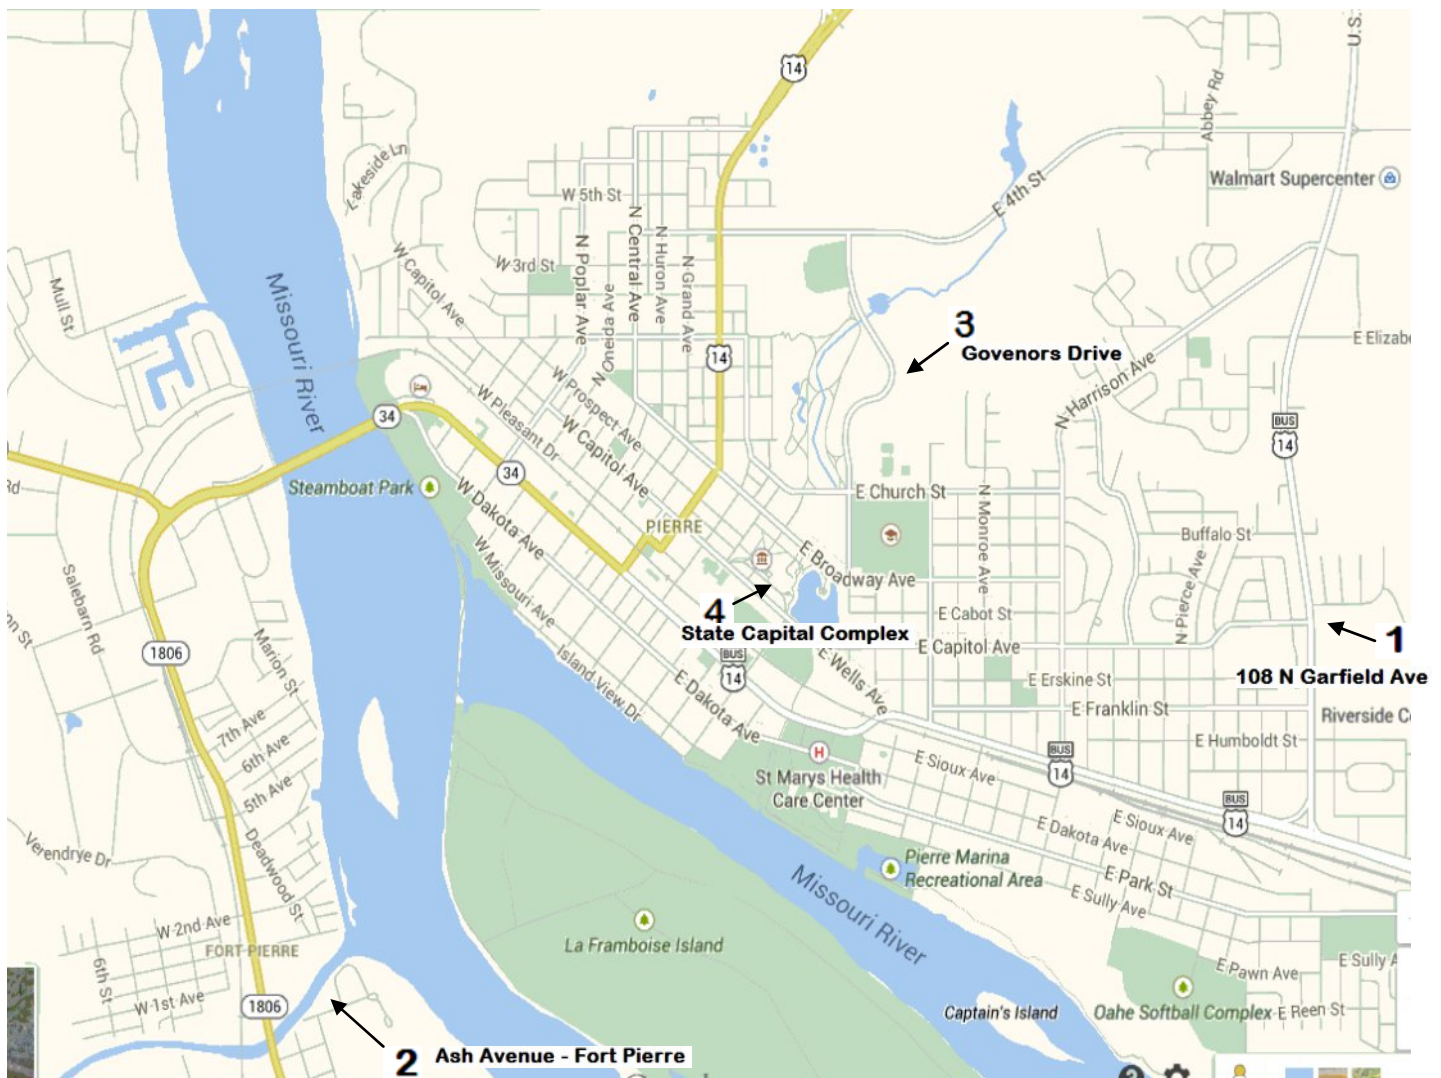 14
U.S.
Abbey Rd
Lakeside Ln
Walmart Supercenter
W 5th St
E 4th St
N Poplar Ave
N Central Ave
N Huron Ave
N Grand Ave
W 3rd St
W Capitol Ave
Mull St
Missouri River
N Oneida Ave
3
Govenors Drive
E Elizab
14
N Harrison Ave
W Prospect Ave
W Pleasant Dr
W Capitol Ave
34
BUS
14
34
Steamboat Park
Rd
W Dakota Ave
E Church St
N Monroe Ave
PIERRE
Buffalo St
W Missouri Ave
E Broadway Ave
N Pierce Ave
Salebarn Rd
on St
4
State Capital Complex
E Cabot St
E Capitol Ave
1
108 N Garfield Ave
1806
Marion St
Island View Dr
BUS
14
E Wells Ave
E Dakota Ave
E Erskine St
E Franklin St
Riverside C
7th Ave
6th Ave
5th Ave
E Humboldt St
H
St Marys Health
Care Center
E Sioux Ave
BUS
14
BUS
14
Verendrye Dr
Deadwood St
E Dakota Ave
E Sioux Ave
Pierre Marina
Recreational Area
E Park St
E Sully Ave
Missouri River
W 2nd Ave
FORT PIERRE
La Framboise Island
6th St
W 1st Ave
1806
E Pawn Ave
E Sully A
Captain's Island
Oahe Softball Complex
E Reen St
2
Ash Avenue - Fort Pierre